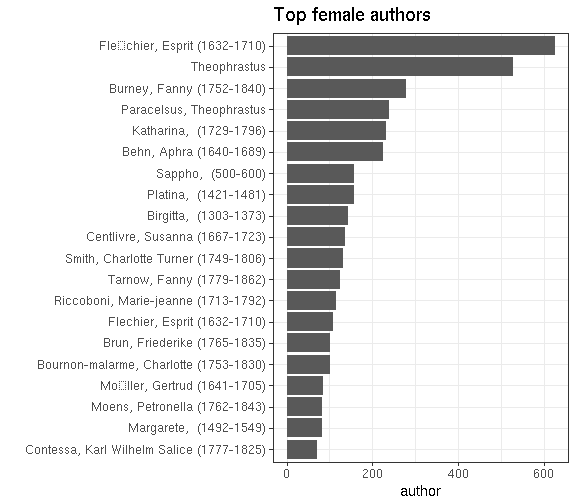 Top female authors
Fle▯chier, Esprit (1632-1710)
Theophrastus
Burney, Fanny (1752-1840)
Paracelsus, Theophrastus
Katharina, (1729-1796)
Behn, Aphra (1640-1689)
Sappho, (500-600)
Platina, (1421-1481)
Birgitta, (1303-1373)
Centlivre, Susanna (1667-1723)
Smith, Charlotte Turner (1749-1806)
Tarnow, Fanny (1779-1862)
Riccoboni, Marie-jeanne (1713-1792)
Flechier, Esprit (1632-1710)
Brun, Friederike (1765-1835)
Bournon-malarme, Charlotte (1753-1830)
Mo▯ller, Gertrud (1641-1705)
Moens, Petronella (1762-1843)
Margarete, (1492-1549)
Contessa, Karl Wilhelm Salice (1777-1825)
0 200 400 600
author